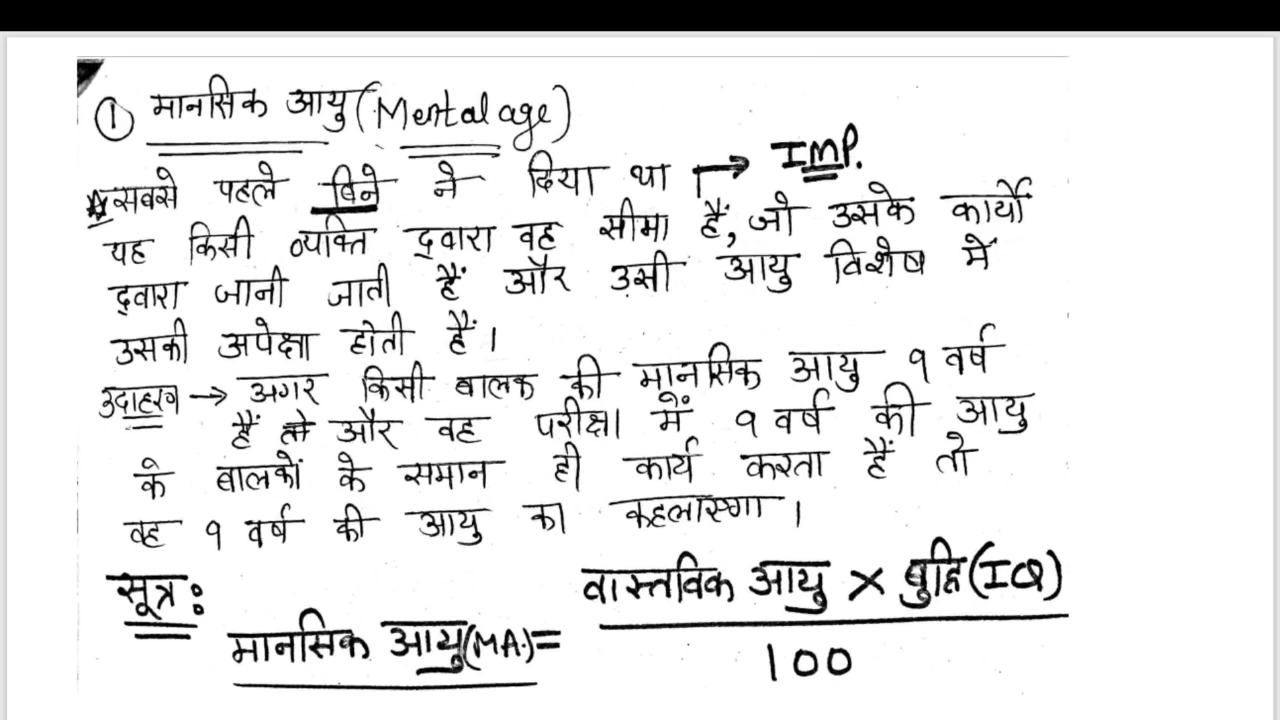 ① मानसिक आयु (Mental age)
सबसे पहले बिने ने दिया था → IMP.
यह किसी व्यक्ति द्वारा वह सीमा हैं, जो उसके कार्यो
द्वारा जानी जाती हैं और उसी आयु विशेष में
उसकी अपेक्षा होती हैं।
उदाहरण → अगर किसी बालक की मानसिक आयु 9 वर्ष
हैं और वह परीक्षा में 9 वर्ष की आयु
के बालकों के समान ही कार्य करता हैं तो
वह 9 वर्ष की आयु का कहलाएगा।
सूत्र:
मानसिक आयु(M.A.) = वास्तविक आयु × बुद्धि(IQ)
100